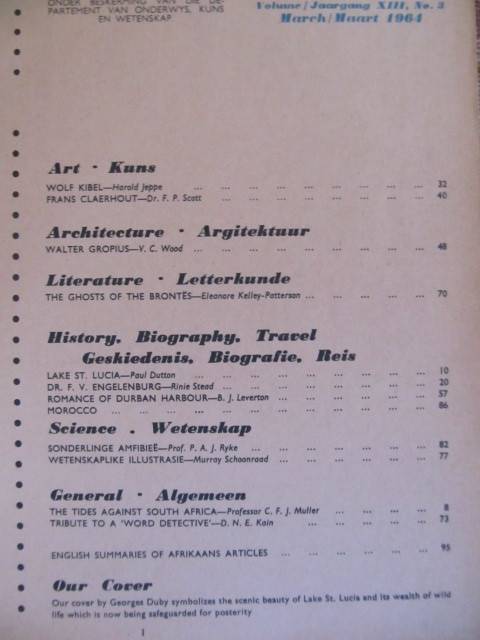 ONDER BESKERMING VAN DIE DE-
PARTEMENT VAN ONDERWYS, KUNS
EN WETENSKAP
Volume/Jaargang XIII, No. 3
March/Maart 1964
Art · Kuns
WOLF KIBEL—Harold Jeppe ... ... ... ... ... ... ... ... ... 32
FRANS CLAERHOUT—Dr. F. P. Scott ... ... ... ... ... ... ... ... 40
Architecture · Argitektuur
WALTER GROPIUS—V. C. Wood ... ... ... ... ... ... ... ... ... 48
Literature · Letterkunde
THE GHOSTS OF THE BRONTËS—Eleanore Kelley-Patterson ... ... ... ... ... 70
History, Biography, Travel
Geskiedenis, Biografie, Reis
LAKE ST. LUCIA—Paul Dutton ... ... ... ... ... ... ... ... ... 10
DR. F. V. ENGELENBURG—Rinie Stead ... ... ... ... ... ... ... ... 20
ROMANCE OF DURBAN HARBOUR—B. J. Leverton ... ... ... ... ... ... 57
MOROCCO ... ... ... ... ... ... ... ... ... ... ... ... 86
Science . Wetenskap
SONDERLINGE AMFIBIEË—Prof. P. A. J. Ryke ... ... ... ... ... ... ... 82
WETENSKAPLIKE ILLUSTRASIE—Murray Schoonraad ... ... ... ... ... ... 77
General · Algemeen
THE TIDES AGAINST SOUTH AFRICA—Professor C. F. J. Muller ... ... ... ... ... 8
TRIBUTE TO A 'WORD DETECTIVE'—D. N. E. Kain ... ... ... ... ... 73
ENGLISH SUMMARIES OF AFRIKAANS ARTICLES ... ... ... ... ... ... 95
Our Cover
Our cover by Georges Duby symbolizes the scenic beauty of Lake St. Lucia and its wealth of wild
life which is now being safeguarded for posterity
1